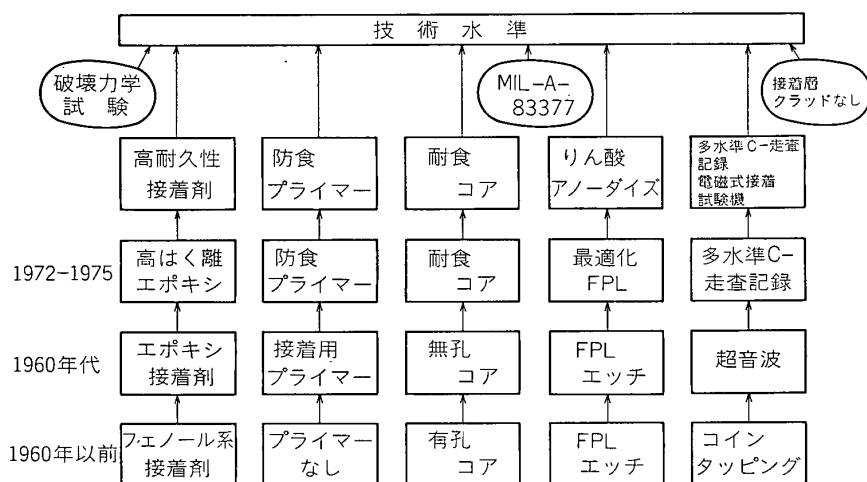 技術水準
破壊力学
試験
MIL-A-
83377
接着層
クラッドなし
高耐久性
接着剤
防食
プライマー
耐食
コア
りん酸
アノーダイズ
多水準C-走査
記録
電磁式接着
試験機
1972-1975
高はく離
エポキシ
防食
プライマー
耐食
コア
最適化
FPL
多水準C-
走査記録
1960年代
エポキシ
接着剤
接着用
プライマー
無孔
コア
FPL
エッチ
超音波
1960年以前
フェノール系
接着剤
プライマー
なし
有孔
コア
FPL
エッチ
コイン
タッピング